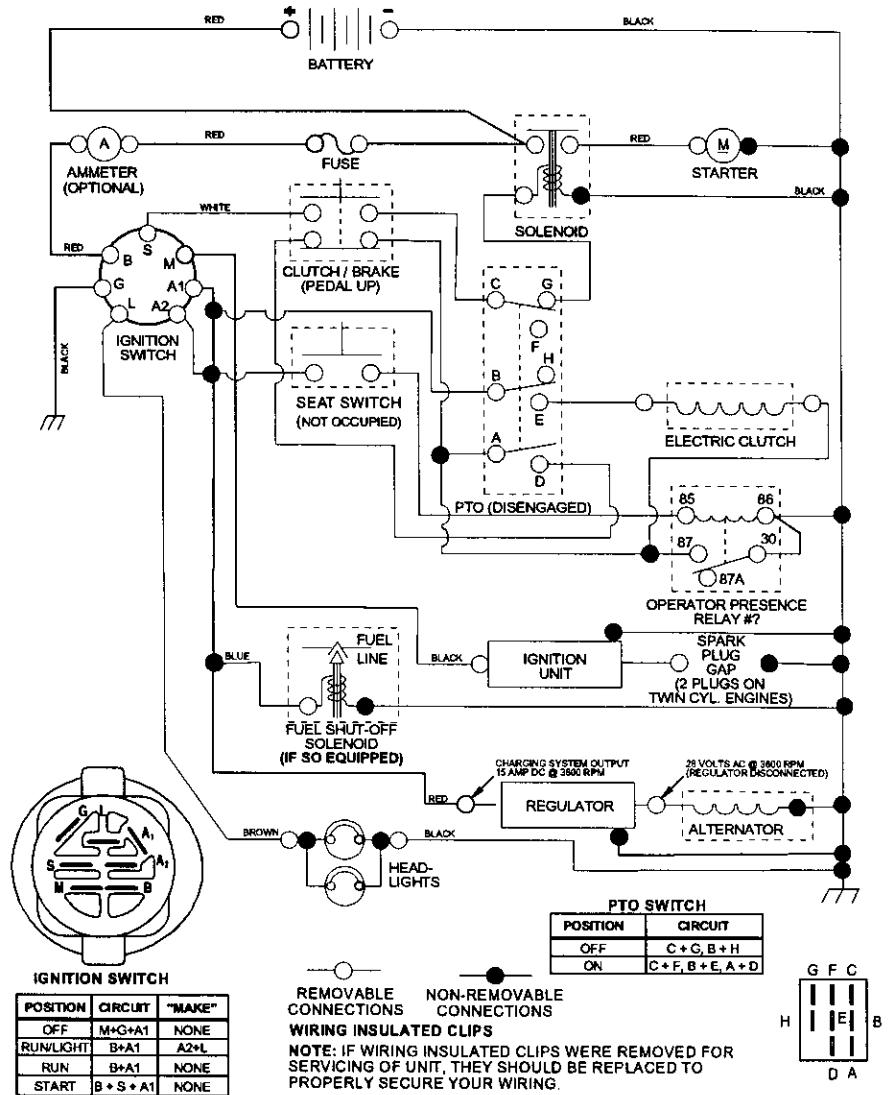 RED
+
-
BLACK
BATTERY
A
RED
RED
M
AMMETER
(OPTIONAL)
FUSE
STARTER
WHITE
BLACK
SOLENOID
S
RED
B
M
CLUTCH / BRAKE
(PEDAL UP)
G
A1
C
G
L
A2
F
IGNITION
SWITCH
BLACK
H
B
SEAT SWITCH
(NOT OCCUPIED)
E
ELECTRIC CLUTCH
A
D
PTO (DISENGAGED)
85
86
87
30
87A
OPERATOR PRESENCE
RELAY #?
BLUE
FUEL
LINE
BLACK
IGNITION
UNIT
SPARK
PLUG
GAP
(2 PLUGS ON
TWIN CYL. ENGINES)
FUEL SHUT-OFF
SOLENOID
(IF SO EQUIPPED)
CHARGING SYSTEM OUTPUT
15 AMP DC @ 3600 RPM
28 VOLTS AC @ 3600 RPM
(REGULATOR DISCONNECTED)
RED
REGULATOR
ALTERNATOR
BROWN
BLACK
HEAD-
LIGHTS
G
L
A1
A2
S
M
B
IGNITION SWITCH
POSITION CIRCUIT "MAKE"
OFF M+G+A1 NONE
RUN/LIGHT B+A1 A2+L
RUN B+A1 NONE
START B + S + A1 NONE
PTO SWITCH
POSITION CIRCUIT
OFF C + G, B + H
ON C + F, B + E, A + D
REMOVABLE
CONNECTIONS
NON-REMOVABLE
CONNECTIONS
WIRING INSULATED CLIPS
NOTE: IF WIRING INSULATED CLIPS WERE REMOVED FOR
SERVICING OF UNIT, THEY SHOULD BE REPLACED TO
PROPERLY SECURE YOUR WIRING.
G F C
H E B
D A